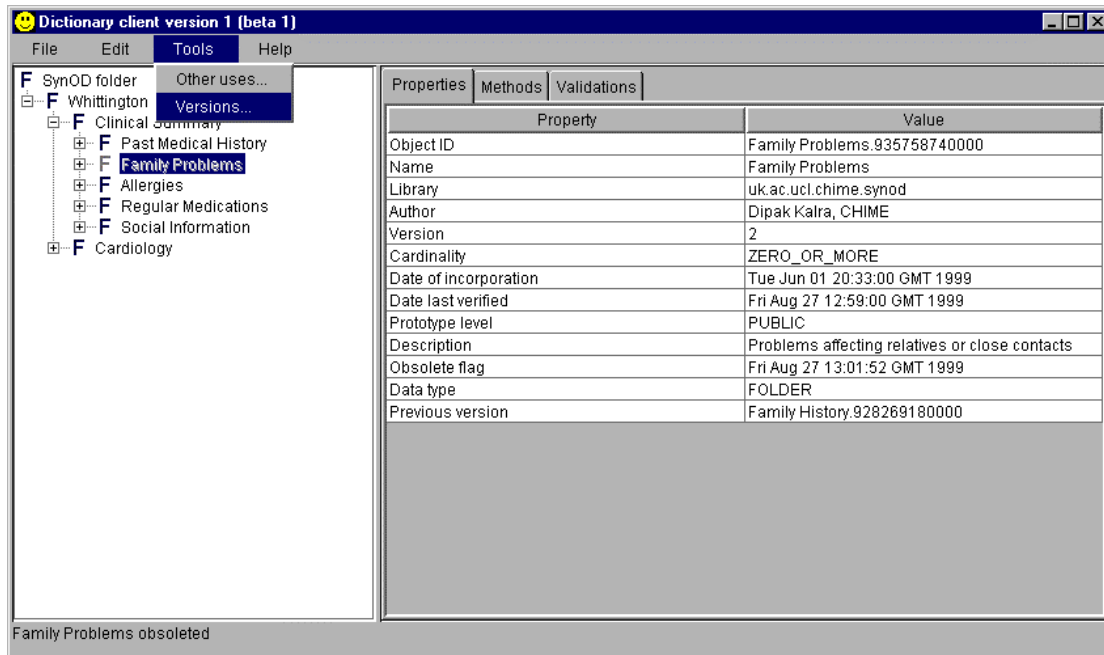 Dictionary client version 1 (beta 1)
File Edit Tools Help
Other uses...
Versions...
F SynOD folder
F Whittington
F Clinical Summary
F Past Medical History
F Family Problems
F Allergies
F Regular Medications
F Social Information
F Cardiology
Properties Methods Validations
Property Value
Object ID Family Problems.935758740000
Name Family Problems
Library uk.ac.ucl.chime.synod
Author Dipak Kalra, CHIME
Version 2
Cardinality ZERO_OR_MORE
Date of incorporation Tue Jun 01 20:33:00 GMT 1999
Date last verified Fri Aug 27 12:59:00 GMT 1999
Prototype level PUBLIC
Description Problems affecting relatives or close contacts
Obsolete flag Fri Aug 27 13:01:52 GMT 1999
Data type FOLDER
Previous version Family History.928269180000
Family Problems obsoleted